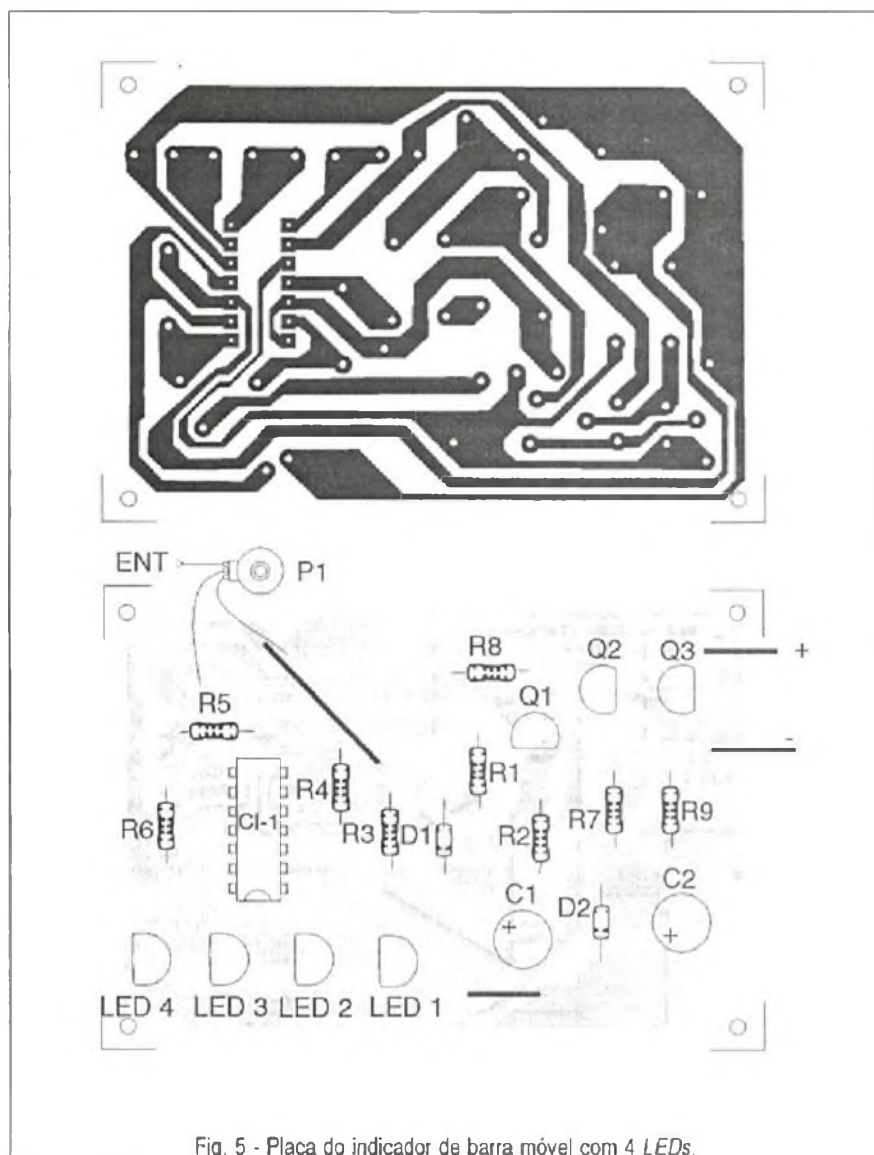 ENT
P1
+
R8
Q2
Q3
Q1
-
R5
R1
R4
R6
CI-1
R3
D1
R2
R7
R9
C1
+
D2
C2
+
LED 4
LED 3
LED 2
LED 1
Fig. 5 - Placa do indicador de barra móvel com 4 LEDs.